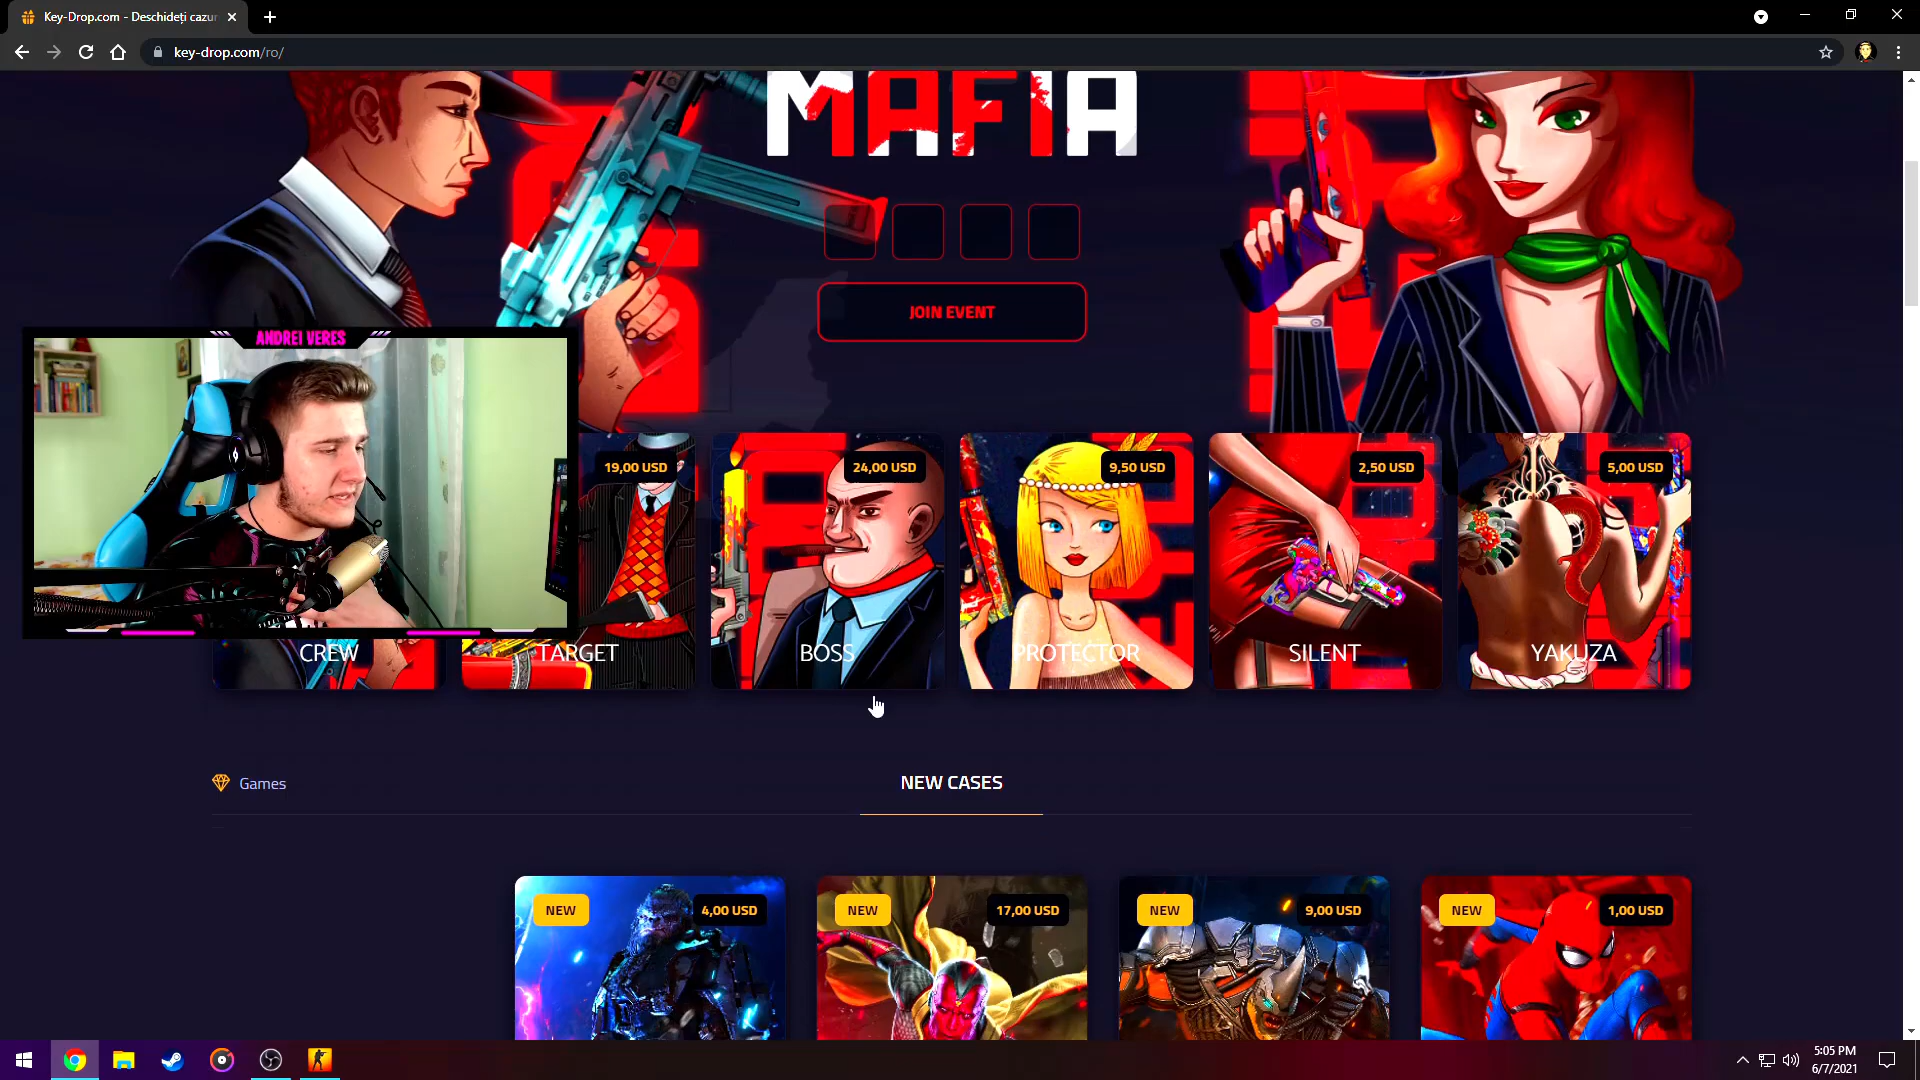 Key-Drop.com - Deschideți cazur
key-drop.com/ro/
MAFIA
JOIN EVENT
ANDREI VERES
19,00 USD
24,00 USD
9,50 USD
2,50 USD
5,00 USD
CREW
TARGET
BOSS
PROTECTOR
SILENT
YAKUZA
Games
NEW CASES
NEW
4,00 USD
NEW
17,00 USD
NEW
9,00 USD
NEW
1,00 USD
5:05 PM
6/7/2021